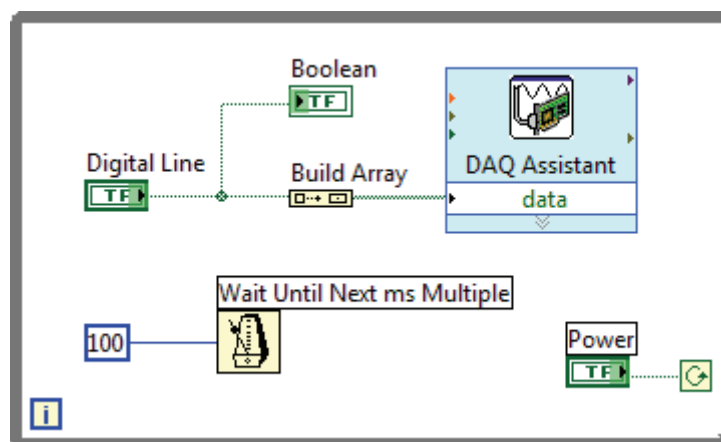 Boolean
TF
Digital Line
TF
Build Array
DAQ Assistant
data
Wait Until Next ms Multiple
100
Power
TF
i